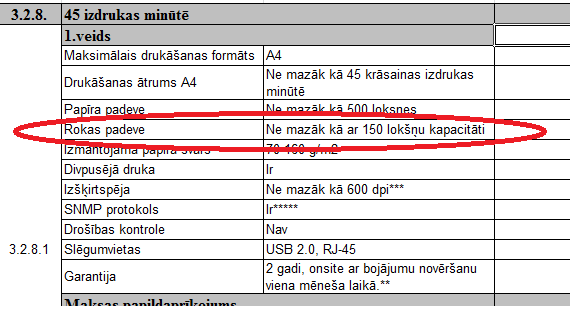 3.2.8. 45 izdrukas minūtē
1.veids
Maksimālais drukāšanas formāts A4
Drukāšanas ātrums A4 Ne mazāk kā 45 krāsainas izdrukas
minūtē
Papīra padeve Ne mazāk kā 500 loksnes
Rokas padeve Ne mazāk kā ar 150 lokšņu kapacitāti
Izmantojamā papīra svars 70-160 g/m2
Divpusējā druka Ir
Izšķirtspēja Ne mazāk kā 600 dpi***
SNMP protokols Ir*****
Drošības kontrole Nav
3.2.8.1 Slēgumvietas USB 2.0, RJ-45
Garantija 2 gadi, onsite ar bojājumu novēršanu
viena mēneša laikā.**
Maksas papildaprīkojums